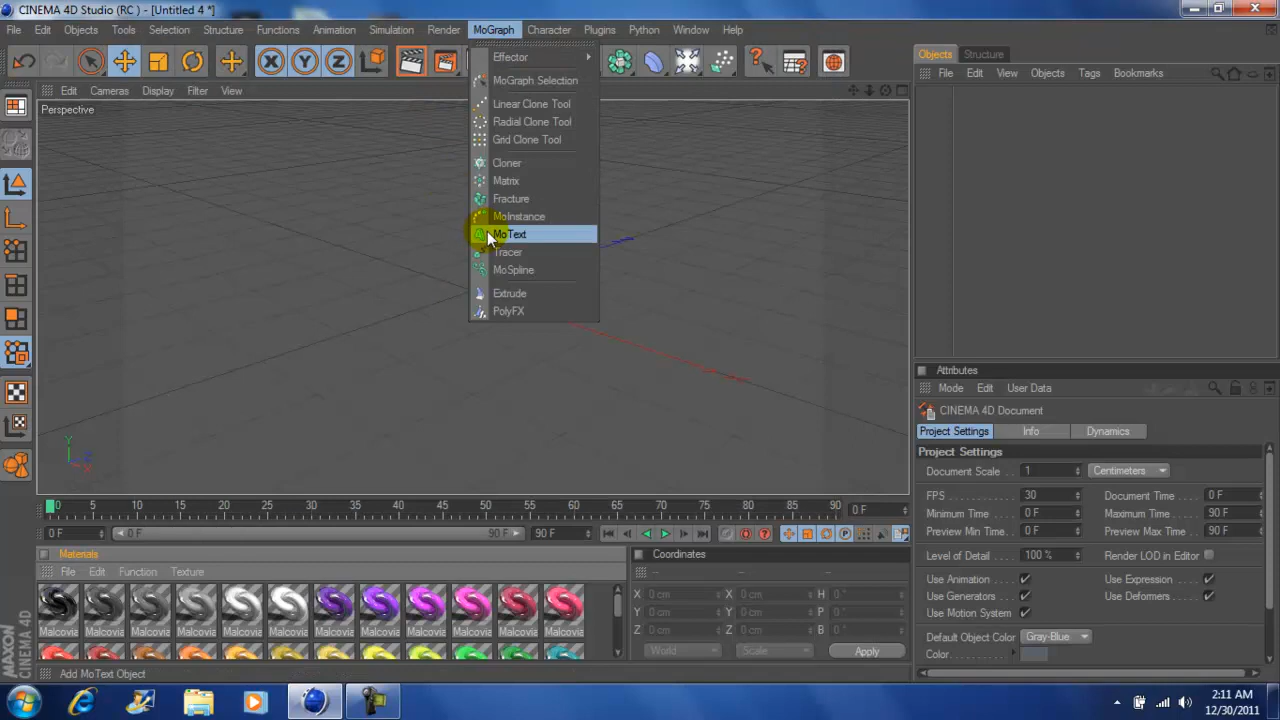 CINEMA 4D Studio (RC ) - [Untitled 4 *]
File Edit Objects Tools Selection Structure Functions Animation Simulation Render MoGraph Character Plugins Python Window Help
Edit Cameras Display Filter View
Perspective
Effector
MoGraph Selection
Linear Clone Tool
Radial Clone Tool
Grid Clone Tool
Cloner
Matrix
Fracture
MoInstance
MoText
Tracer
MoSpline
Extrude
PolyFX
Y
Z
X
Objects Structure
File Edit View Objects Tags Bookmarks
Attributes
Mode Edit User Data
CINEMA 4D Document
Project Settings Info Dynamics
Project Settings
Document Scale 1 Centimeters
FPS 30 Document Time 0 F
Minimum Time 0 F Maximum Time 90 F
Preview Min Time 0 F Preview Max Time 90 F
Level of Detail 100 % Render LOD in Editor
Use Animation Use Expression
Use Generators Use Deformers
Use Motion System
Default Object Color Gray-Blue
Color
0 5 10 15 20 25 30 35 40 45 50 55 60 65 70 75 80 85 90 0 F
0 F 0 F 90 F 90 F
Materials
File Edit Function Texture
Malcovia Malcovia Malcovia Malcovia Malcovia Malcovia Malcovia Malcovia Malcovia Malcovia Malcovia Malcovia
Coordinates
-- -- --
X 0 cm X 0 cm H 0 °
Y 0 cm Y 0 cm P 0 °
Z 0 cm Z 0 cm B 0 °
World Scale Apply
MAXON
CINEMA 4D
Add MoText Object
2:11 AM
12/30/2011